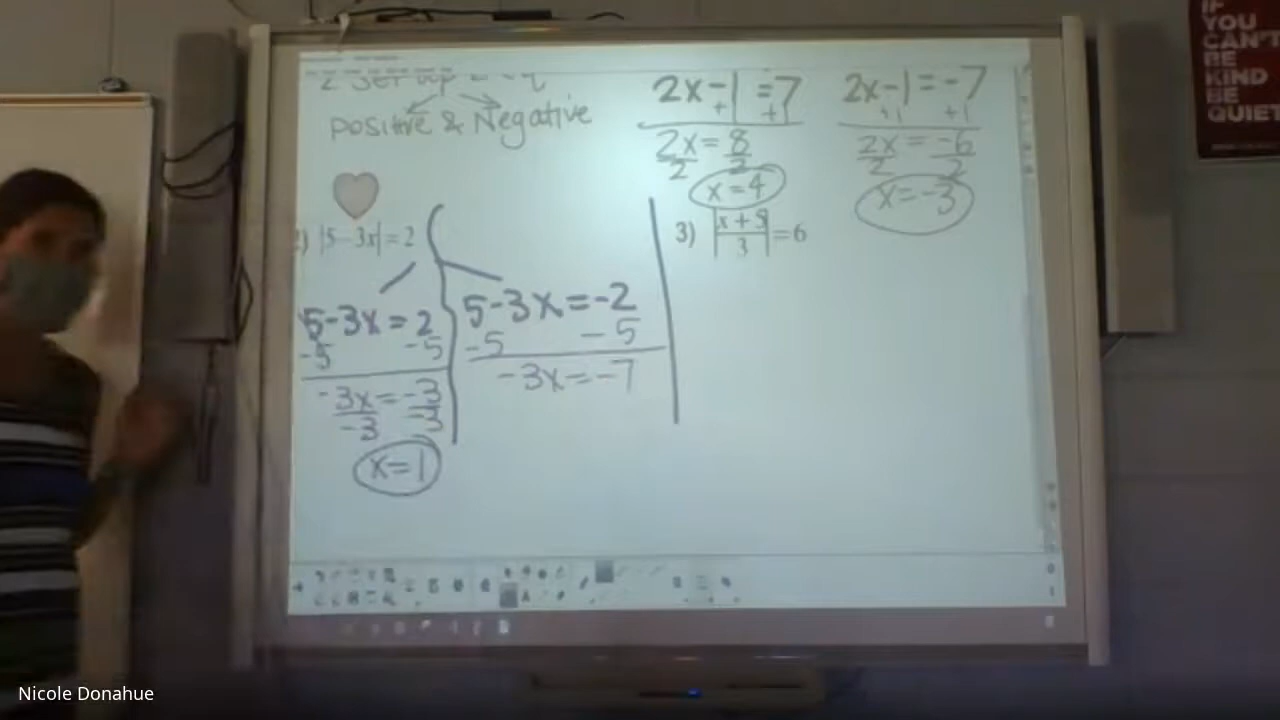 2
positive & Negative
2x-1=7
+1 +1
2x=8
2 2
x=4
2x-1=-7
+1 +1
2x=-6
2 2
x=-3
) |5-3x|=2
5-3x=2
-5 -5
-3x=-3
-3 -3
x=1
5-3x=-2
-5 -5
-3x=-7
3) |x+5
3|=6
IF
YOU
CAN'T
BE
KIND
BE
QUIET
Nicole Donahue